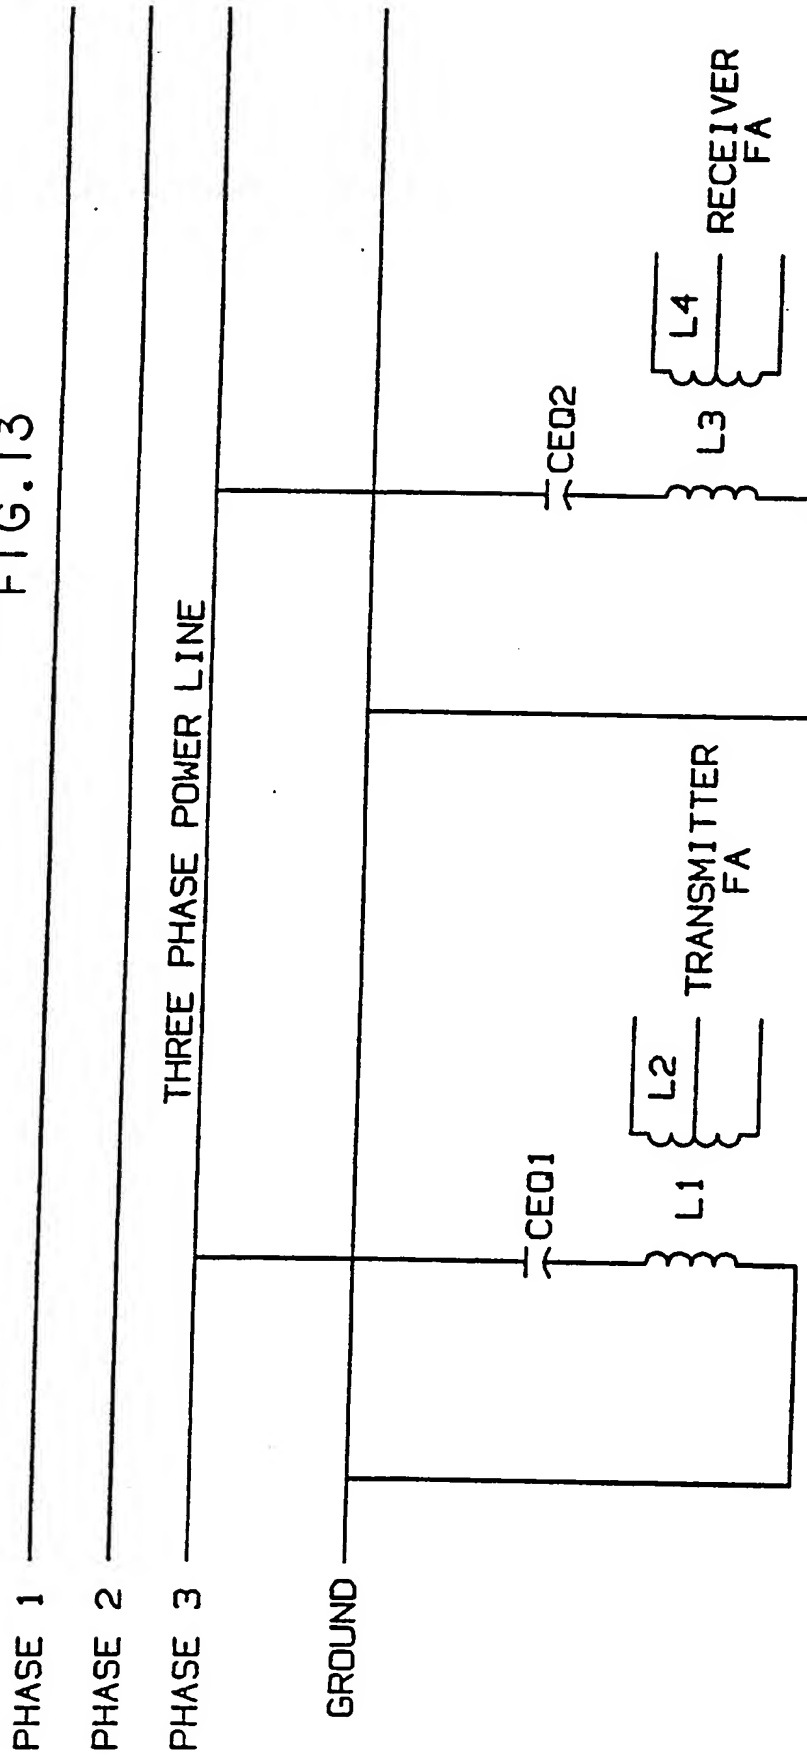 FIG.13
PHASE 1
PHASE 2
PHASE 3
THREE PHASE POWER LINE
GROUND
CEQ1
CEQ2
L1
L2
TRANSMITTER
FA
L3
L4
RECEIVER
FA